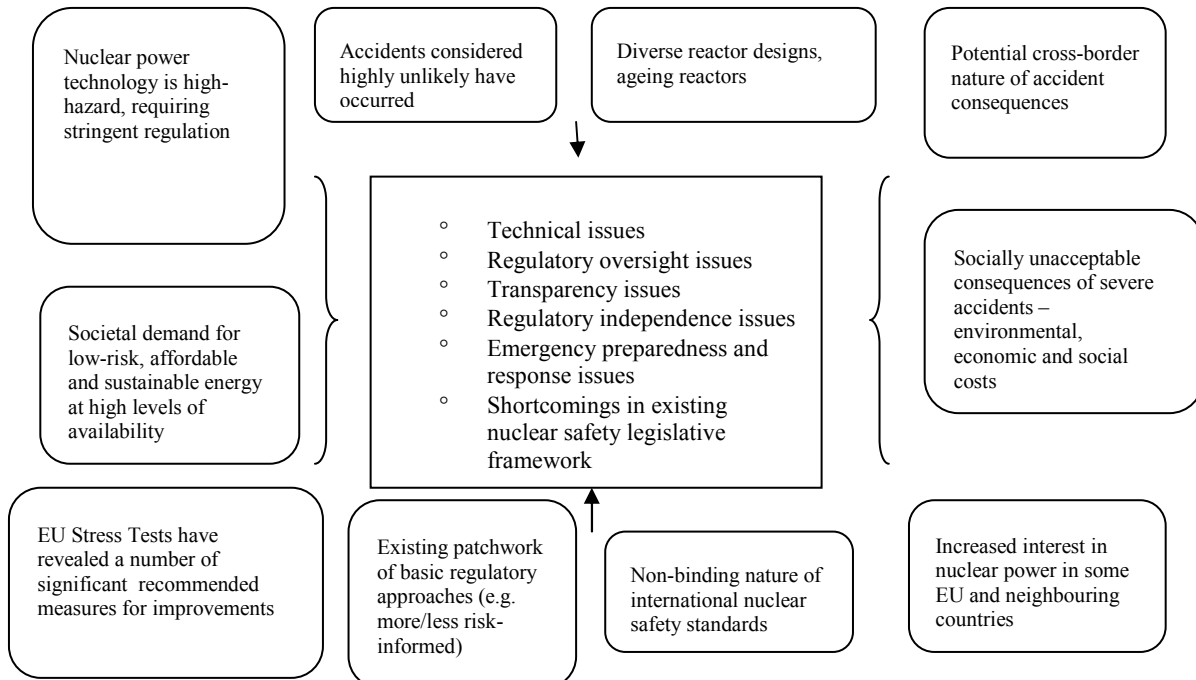 Nuclear power
technology is high-
hazard, requiring
stringent regulation
Accidents considered
highly unlikely have
occurred
Diverse reactor designs,
ageing reactors
Potential cross-border
nature of accident
consequences
° Technical issues
° Regulatory oversight issues
° Transparency issues
° Regulatory independence issues
° Emergency preparedness and
response issues
° Shortcomings in existing
nuclear safety legislative
framework
Societal demand for
low-risk, affordable
and sustainable energy
at high levels of
availability
Socially unacceptable
consequences of severe
accidents –
environmental,
economic and social
costs
EU Stress Tests have
revealed a number of
significant recommended
measures for improvements
Existing patchwork
of basic regulatory
approaches (e.g.
more/less risk-
informed)
Non-binding nature of
international nuclear
safety standards
Increased interest in
nuclear power in some
EU and neighbouring
countries